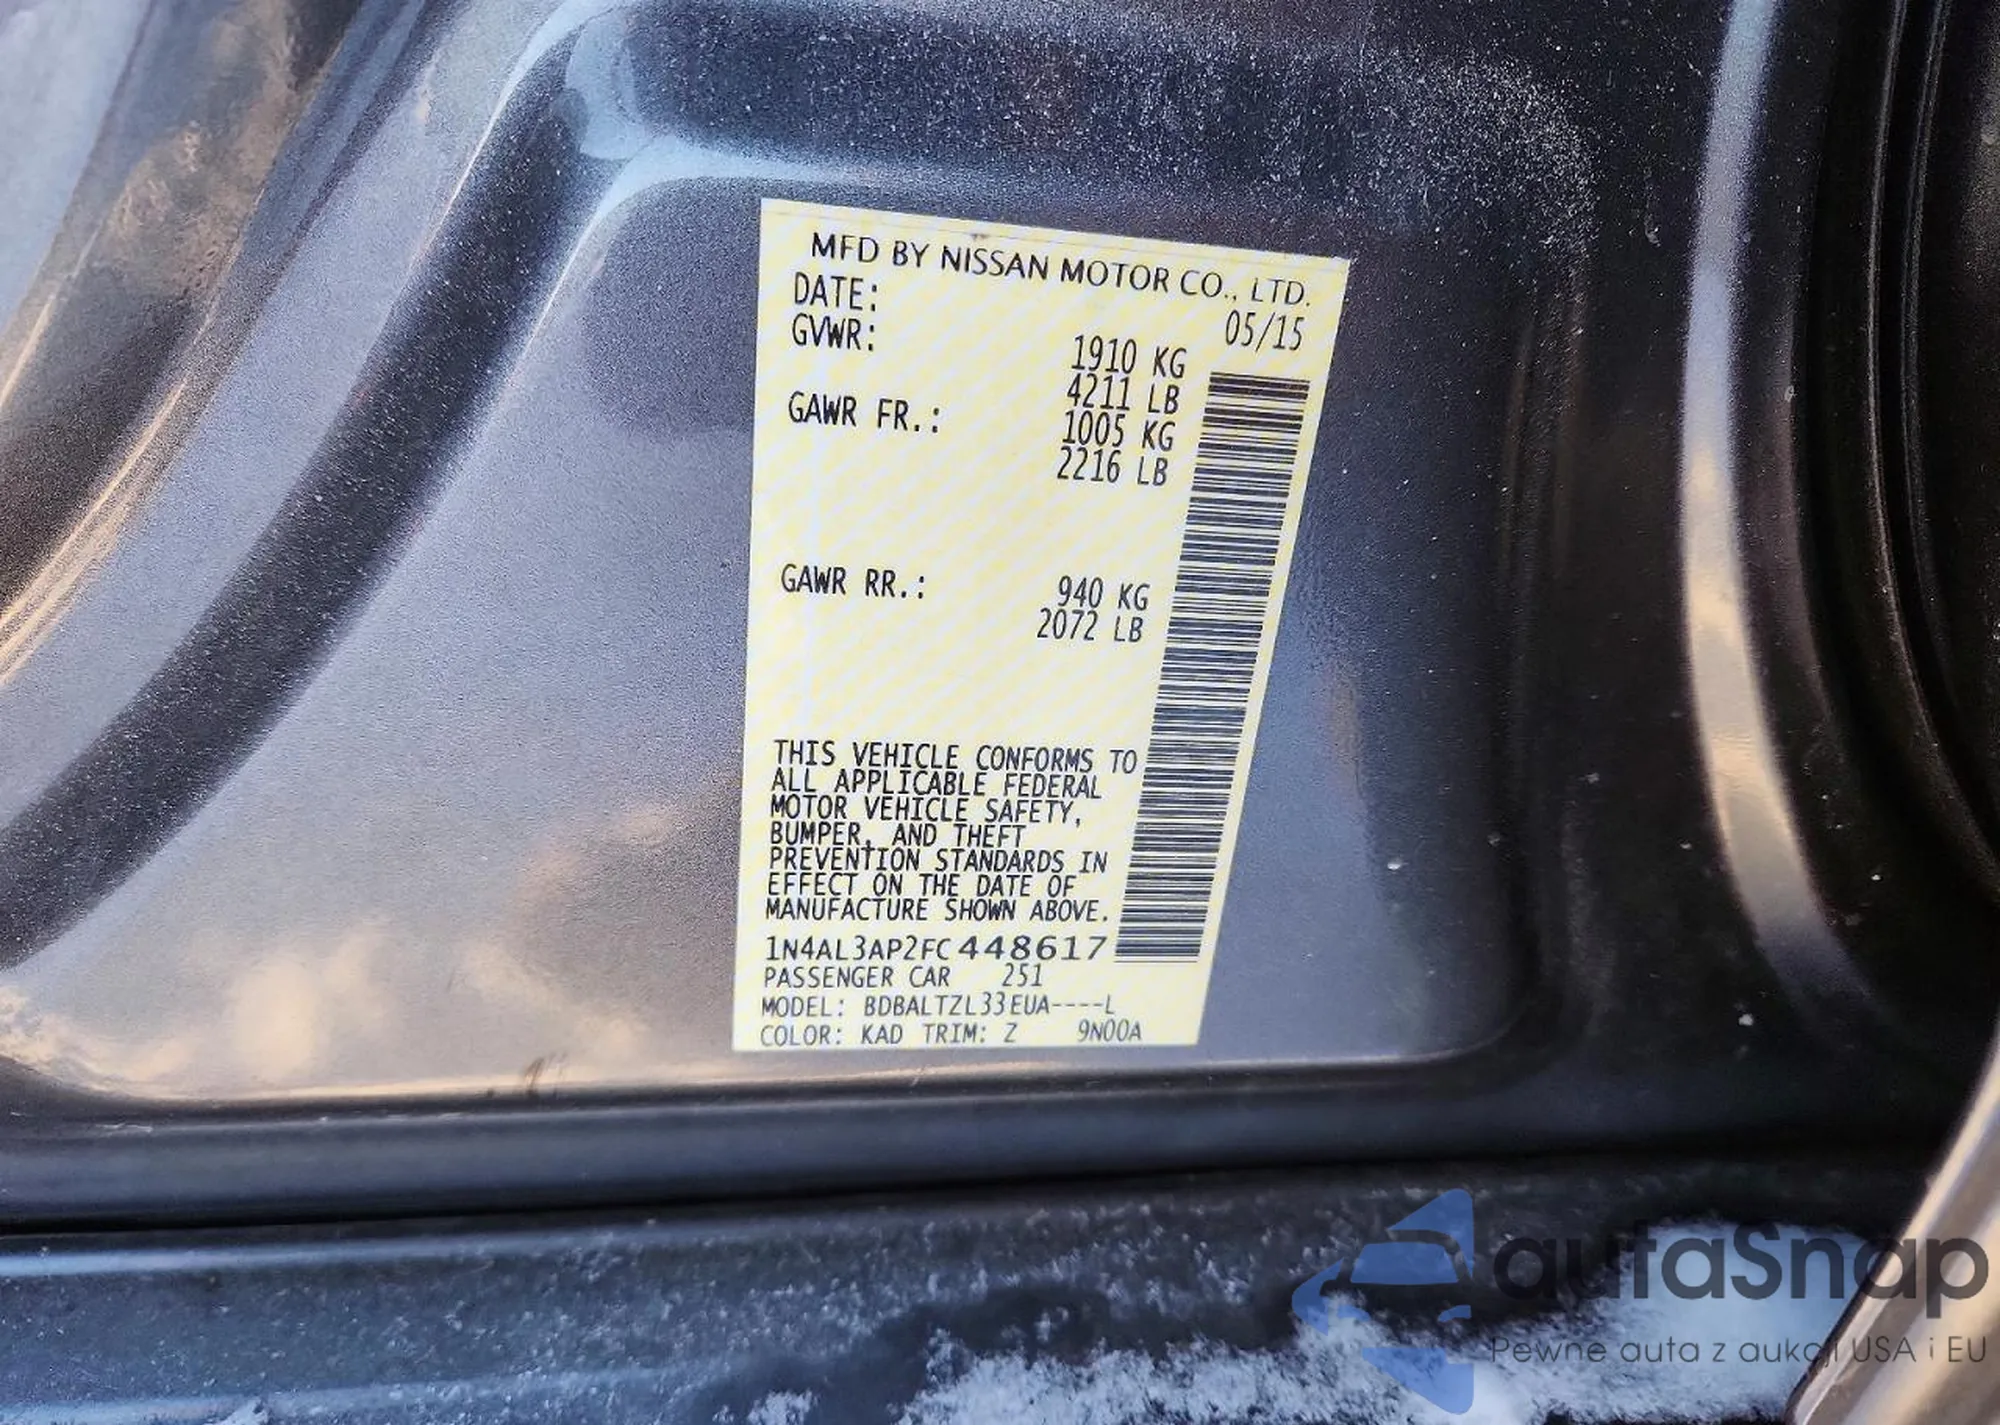 MFD BY NISSAN MOTOR CO., LTD.
DATE: 05/15
GVWR: 1910 KG
4211 LB
GAWR FR.: 1005 KG
2216 LB
GAWR RR.: 940 KG
2072 LB
THIS VEHICLE CONFORMS TO
ALL APPLICABLE FEDERAL
MOTOR VEHICLE SAFETY,
BUMPER, AND THEFT
PREVENTION STANDARDS IN
EFFECT ON THE DATE OF
MANUFACTURE SHOWN ABOVE.
1N4AL3AP2FC448617
PASSENGER CAR 251
MODEL: BDBALTZL33EUA----L
COLOR: KAD TRIM: Z 9N00A
autaSnap
Pewne auta z aukcji USA i EU